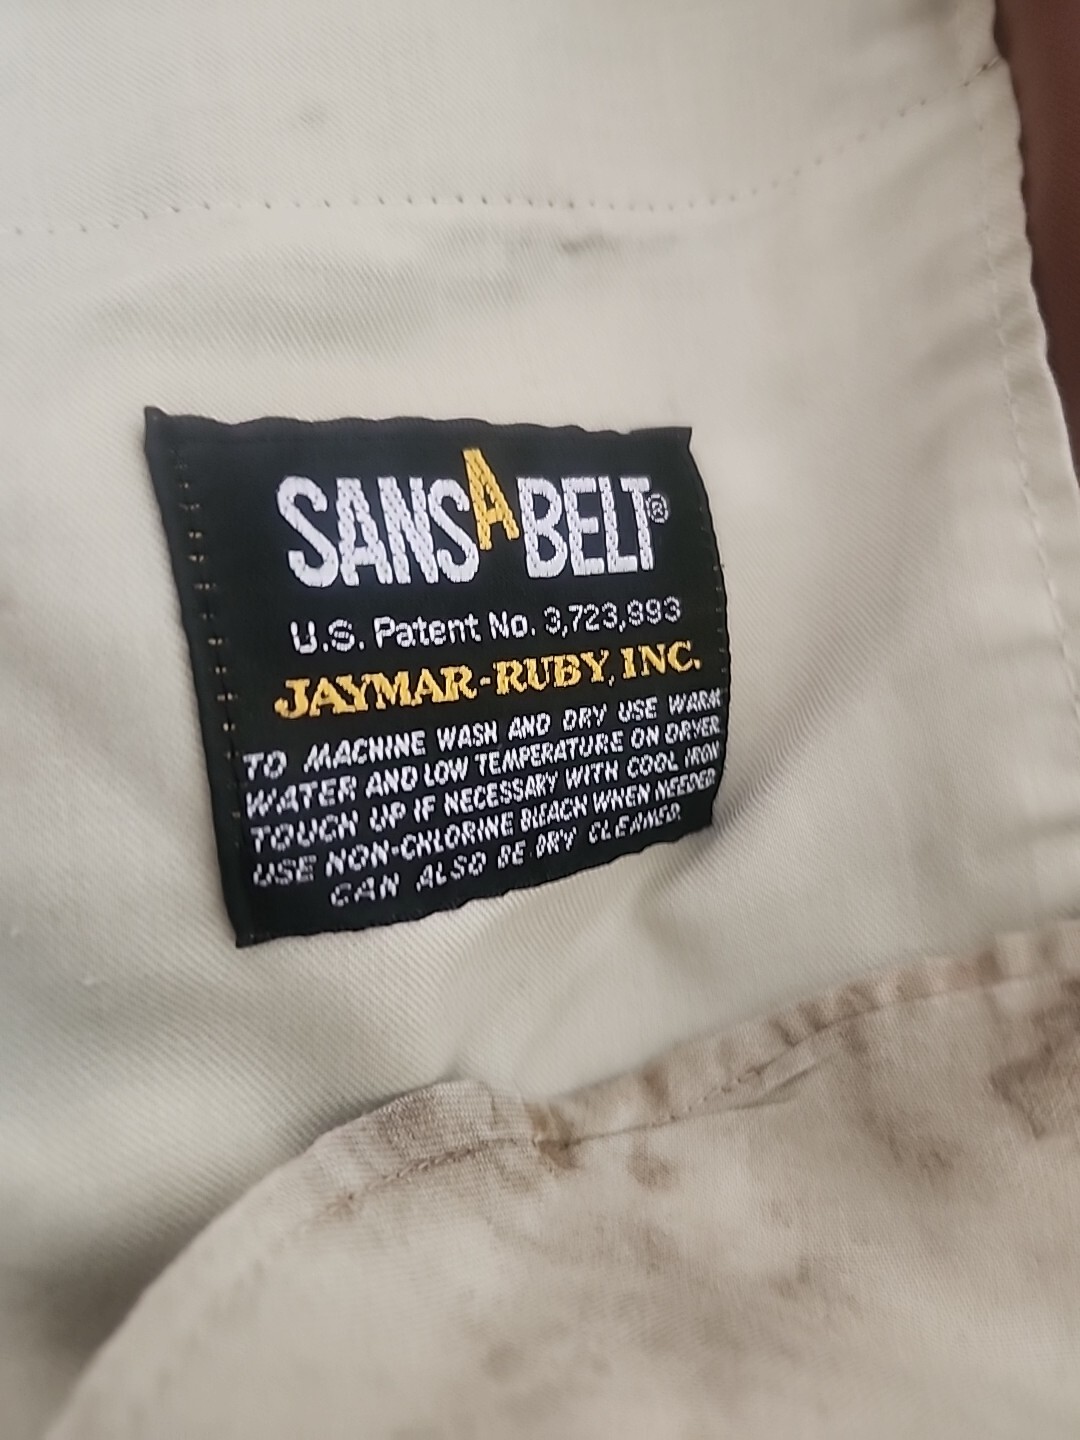 SANSABELT®
U.S. Patent No. 3,723,993
JAYMAR-RUBY, INC.
TO MACHINE WASH AND DRY USE WARM
WATER AND LOW TEMPERATURE ON DRYER
TOUCH UP IF NECESSARY WITH COOL IRON
USE NON-CHLORINE BLEACH WHEN NEEDED
CAN ALSO BE DRY CLEANED.